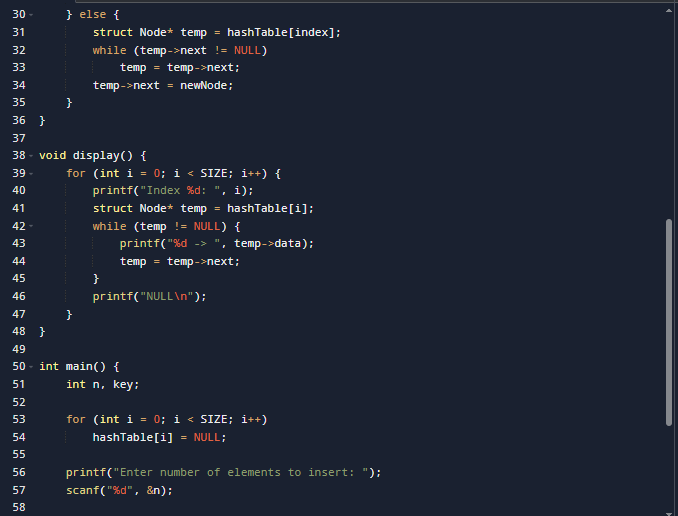 30 } else {
31 struct Node* temp = hashTable[index];
32 while (temp->next != NULL)
33 temp = temp->next;
34 temp->next = newNode;
35 }
36 }
37
38 void display() {
39 for (int i = 0; i < SIZE; i++) {
40 printf("Index %d: ", i);
41 struct Node* temp = hashTable[i];
42 while (temp != NULL) {
43 printf("%d -> ", temp->data);
44 temp = temp->next;
45 }
46 printf("NULL\n");
47 }
48 }
49
50 int main() {
51 int n, key;
52
53 for (int i = 0; i < SIZE; i++)
54 hashTable[i] = NULL;
55
56 printf("Enter number of elements to insert: ");
57 scanf("%d", &n);
58